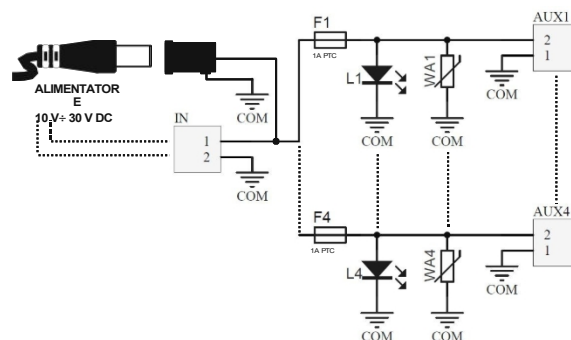 ALIMENTATOR
E
10 V÷ 30 V DC
IN
1
2
COM
COM
F1
1A PTC
L1
WA1
COM
COM
AUX1
2
1
COM
F4
1A PTC
L4
WA4
COM
COM
AUX4
2
1
COM